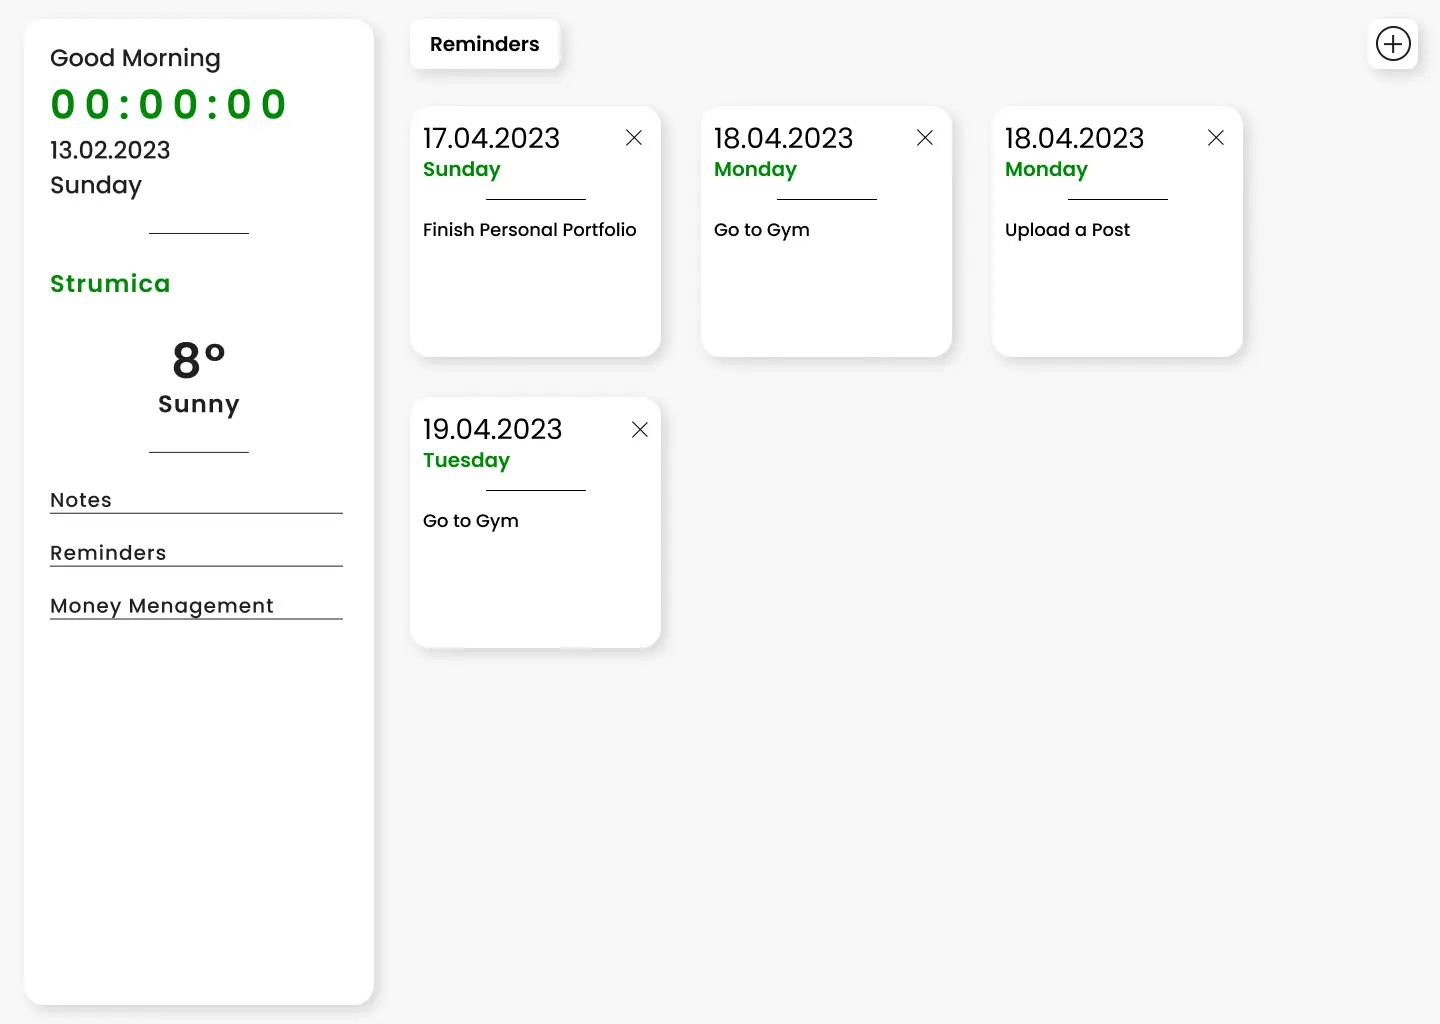 Good Morning
00:00:00
13.02.2023
Sunday
Strumica
8°
Sunny
Notes
Reminders
Money Menagement
Reminders
17.04.2023
Sunday
Finish Personal Portfolio
18.04.2023
Monday
Go to Gym
18.04.2023
Monday
Upload a Post
19.04.2023
Tuesday
Go to Gym